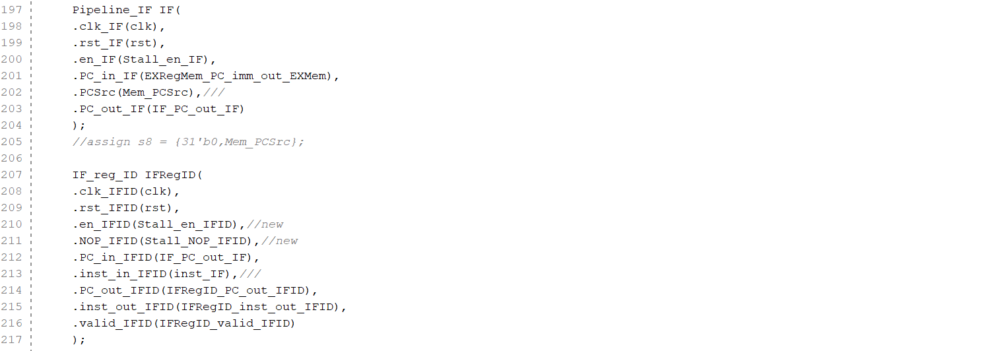 197 Pipeline_IF IF(
198 .clk_IF(clk),
199 .rst_IF(rst),
200 .en_IF(Stall_en_IF),
201 .PC_in_IF(EXRegMem_PC_imm_out_EXMem),
202 .PCSrc(Mem_PCSrc),///
203 .PC_out_IF(IF_PC_out_IF)
204 );
205 //assign s8 = {31'b0,Mem_PCSrc};
206
207 IF_reg_ID IFRegID(
208 .clk_IFID(clk),
209 .rst_IFID(rst),
210 .en_IFID(Stall_en_IFID),//new
211 .NOP_IFID(Stall_NOP_IFID),//new
212 .PC_in_IFID(IF_PC_out_IF),
213 .inst_in_IFID(inst_IF),///
214 .PC_out_IFID(IFRegID_PC_out_IFID),
215 .inst_out_IFID(IFRegID_inst_out_IFID),
216 .valid_IFID(IFRegID_valid_IFID)
217 );